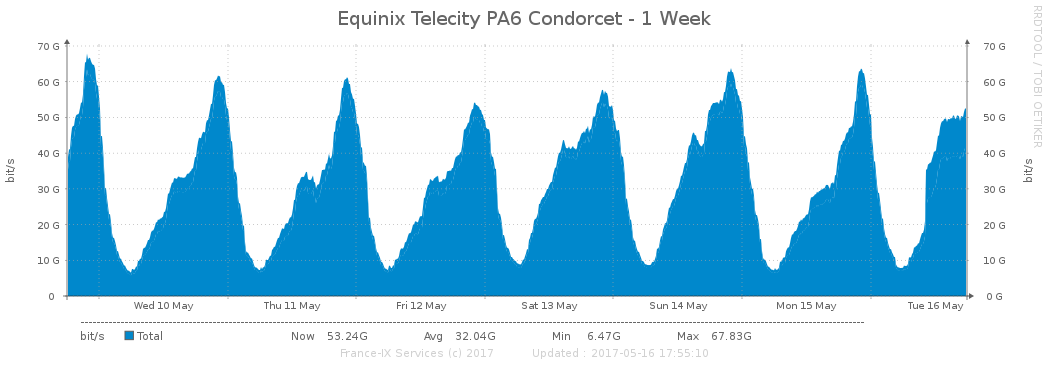 Equinix Telecity PA6 Condorcet - 1 Week
RRDTOOL / TOBI OETIKER
bit/s
70 G
60 G
50 G
40 G
30 G
20 G
10 G
0
70 G
60 G
50 G
40 G
30 G
20 G
10 G
0 G
bit/s
Wed 10 May Thu 11 May Fri 12 May Sat 13 May Sun 14 May Mon 15 May Tue 16 May
bit/s Total Now 53.24G Avg 32.04G Min 6.47G Max 67.83G
France-IX Services (c) 2017 Updated : 2017-05-16 17:55:10